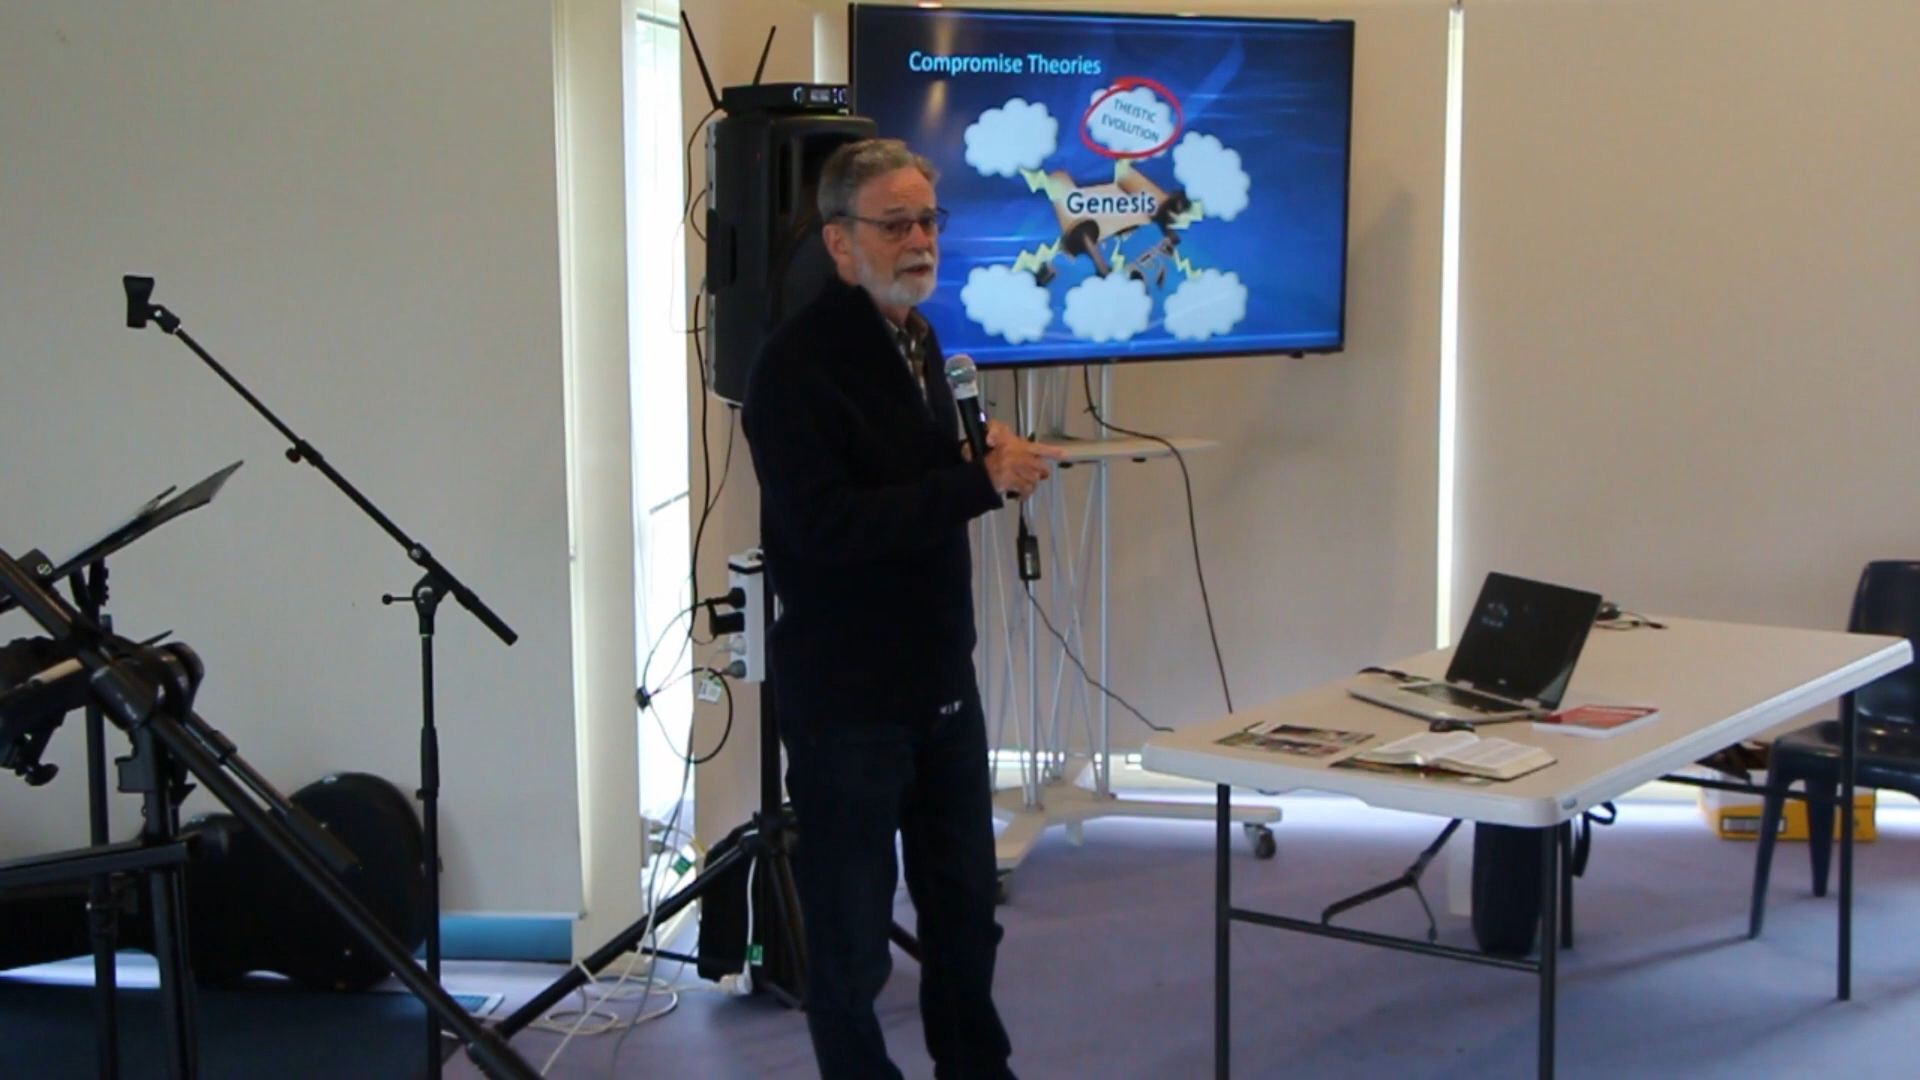 Compromise Theories
THEISTIC
EVOLUTION
Genesis